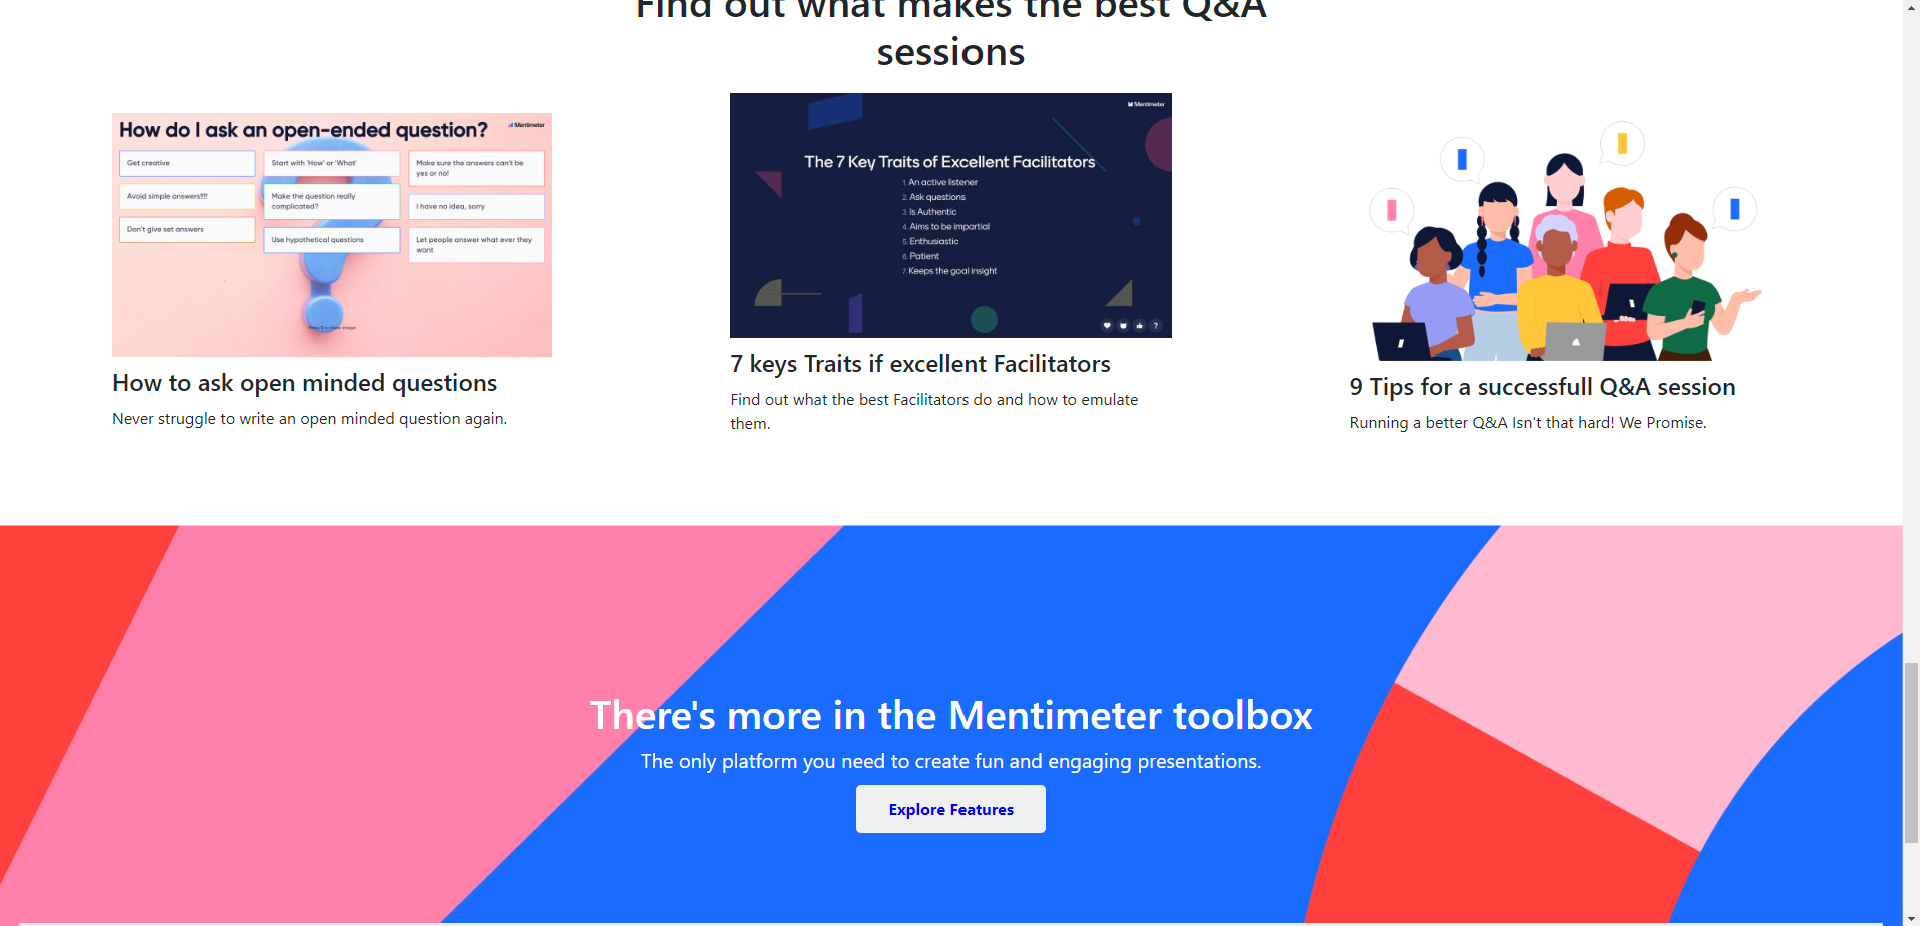 Find out what makes the best Q&A
sessions
How do I ask an open-ended question?
Mentimeter
Get creative
Start with 'How' or 'What'
Make sure the answers can't be
yes or no!
Avoid simple answers!!!!
Make the question really
complicated?
I have no idea, sorry
Don't give set answers
Use hypothetical questions
Let people answer what ever they
want
Press S to show image
How to ask open minded questions
Never struggle to write an open minded question again.
Mentimeter
The 7 Key Traits of Excellent Facilitators
1. An active listener
2. Ask questions
3. Is Authentic
4. Aims to be impartial
5. Enthusiastic
6. Patient
7. Keeps the goal insight
?
7 keys Traits if excellent Facilitators
Find out what the best Facilitators do and how to emulate
them.
9 Tips for a successfull Q&A session
Running a better Q&A Isn't that hard! We Promise.
There's more in the Mentimeter toolbox
The only platform you need to create fun and engaging presentations.
Explore Features